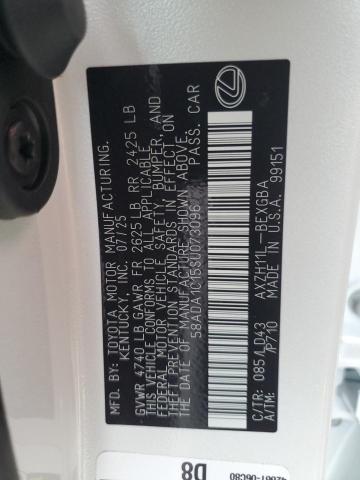 MFD. BY: TOYOTA MOTOR MANUFACTURING,
KENTUCKY, INC. 07/25
GVWR 4740 LB GAWR FR 2625 LB RR 2425 LB
THIS VEHICLE CONFORMS TO ALL APPLICABLE
FEDERAL MOTOR VEHICLE SAFETY, BUMPER, AND
THEFT PREVENTION STANDARDS IN EFFECT ON
THE DATE OF MANUFACTURE SHOWN ABOVE.
PASS. CAR
C/TR: 085/LD43 AXZH11L-BEXGBA
A/TM: /P710 U.S.A. 99151
42661-06C80
D8